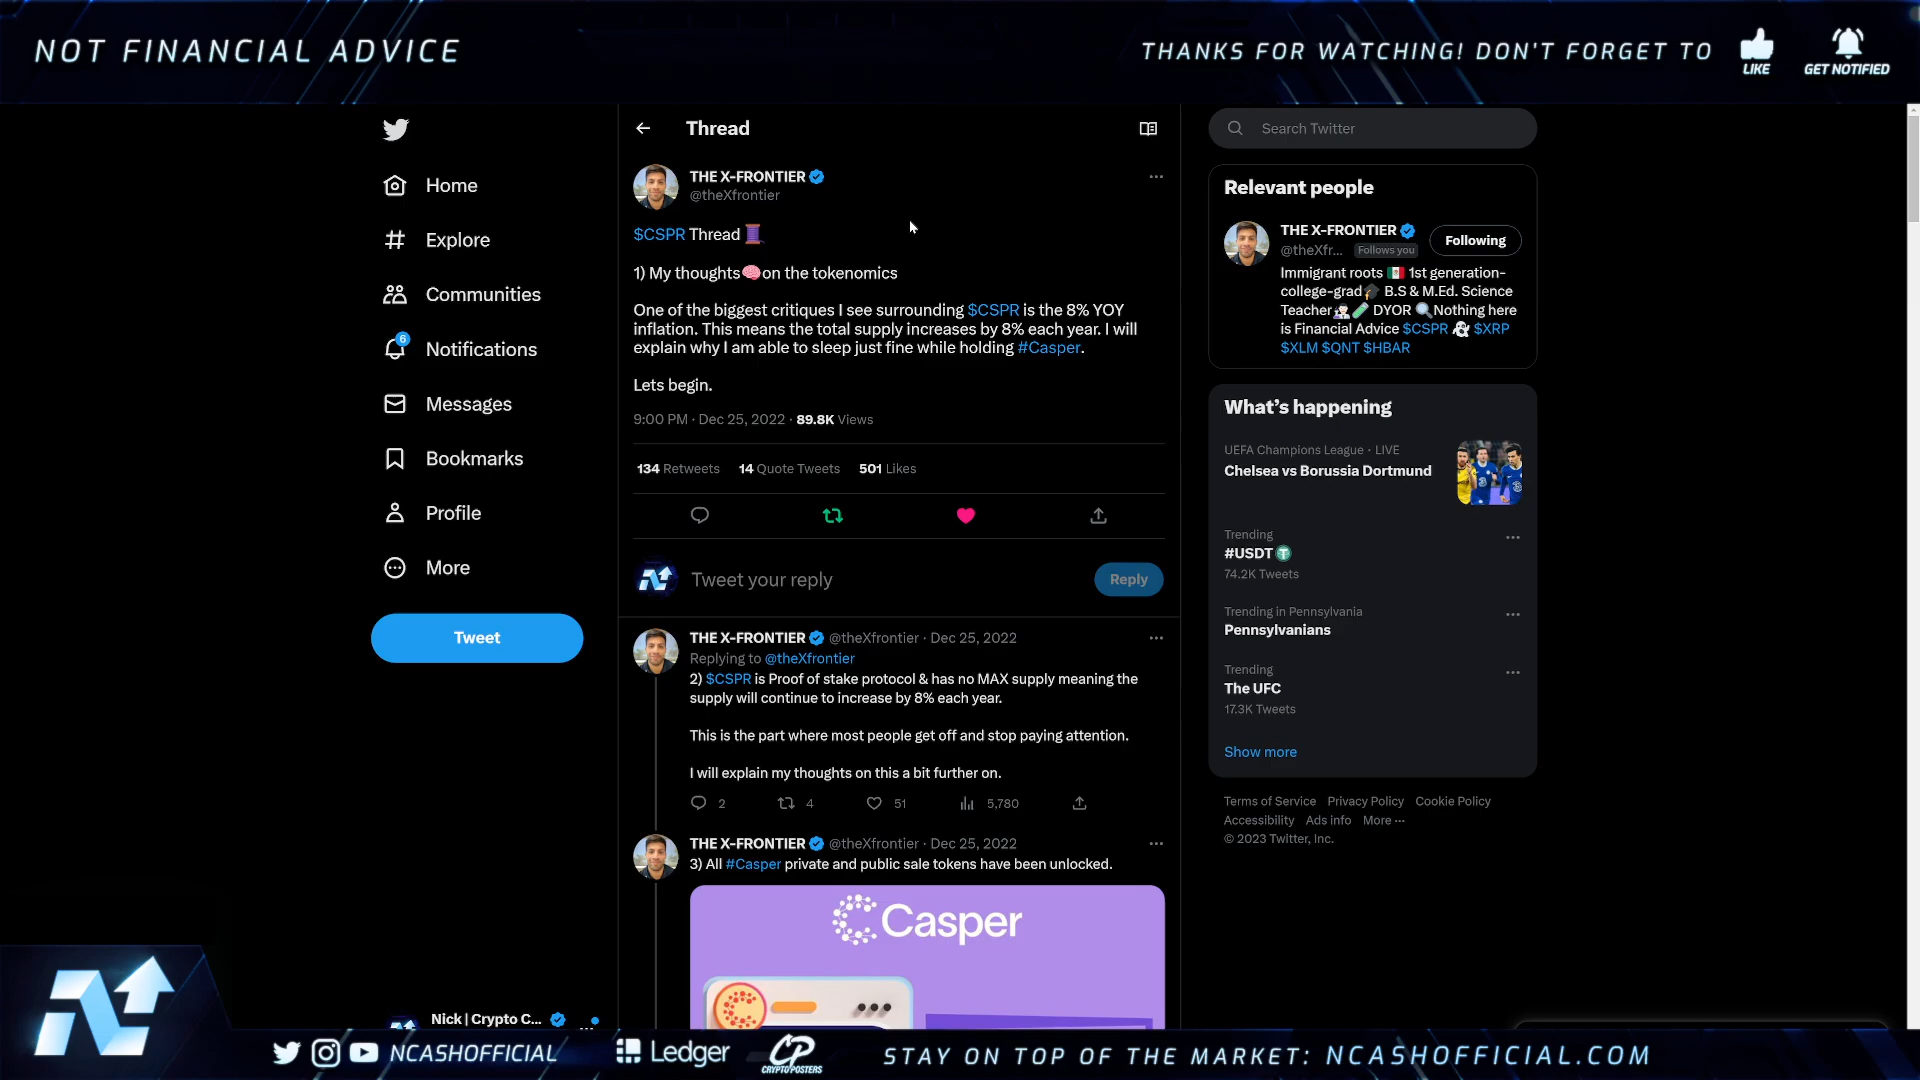 NOT FINANCIAL ADVICE
THANKS FOR WATCHING! DON'T FORGET TO
LIKE
GET NOTIFIED
Home
Explore
6
Notifications
Communities
Messages
Bookmarks
Profile
More
Tweet
Nick | Crypto C...
Thread
THE X-FRONTIER
@theXfrontier
$CSPR Thread 🧵
1) My thoughts🧠on the tokenomics
One of the biggest critiques I see surrounding $CSPR is the 8% YOY
inflation. This means the total supply increases by 8% each year. I will
explain why I am able to sleep just fine while holding #Casper.
Lets begin.
9:00 PM · Dec 25, 2022 · 89.8K Views
134 Retweets 14 Quote Tweets 501 Likes
Tweet your reply
Reply
THE X-FRONTIER @theXfrontier · Dec 25, 2022
Replying to @theXfrontier
2) $CSPR is Proof of stake protocol & has no MAX supply meaning the
supply will continue to increase by 8% each year.
This is the part where most people get off and stop paying attention.
I will explain my thoughts on this a bit further on.
2 4 51 5,780
THE X-FRONTIER @theXfrontier · Dec 25, 2022
3) All #Casper private and public sale tokens have been unlocked.
Casper
Search Twitter
Relevant people
THE X-FRONTIER
@theXfr... Follows you
Following
Immigrant roots 🇲🇽 1st generation-
college-grad🎓 B.S & M.Ed. Science
Teacher👨🏻‍🔬🧪 DYOR 🔍Nothing here
is Financial Advice $CSPR 👻 $XRP
$XLM $QNT $HBAR
What's happening
UEFA Champions League · LIVE
Chelsea vs Borussia Dortmund
Trending
#USDT
74.2K Tweets
Trending in Pennsylvania
Pennsylvanians
Trending
The UFC
17.3K Tweets
Show more
Terms of Service Privacy Policy Cookie Policy
Accessibility Ads info More ···
© 2023 Twitter, Inc.
NCASHOFFICIAL
Ledger
CP
CRYPTOPOSTERS
STAY ON TOP OF THE MARKET: NCASHOFFICIAL.COM